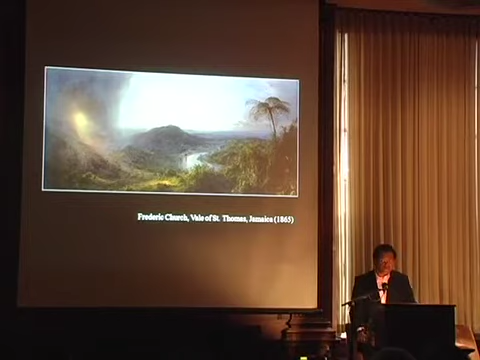 Frederic Church, Vale of St. Thomas, Jamaica (1865)